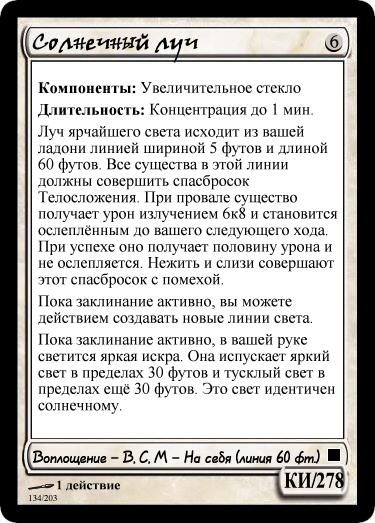 Солнечный луч
6
Компоненты: Увеличительное стекло
Длительность: Концентрация до 1 мин.
Луч ярчайшего света исходит из вашей
ладони линией шириной 5 футов и длиной
60 футов. Все существа в этой линии
должны совершить спасбросок
Телосложения. При провале существо
получает урон излучением 6к8 и становится
ослеплённым до вашего следующего хода.
При успехе оно получает половину урона и
не ослепляется. Нежить и слизи совершают
этот спасбросок с помехой.
Пока заклинание активно, вы можете
действием создавать новые линии света.
Пока заклинание активно, в вашей руке
светится яркая искра. Она испускает яркий
свет в пределах 30 футов и тусклый свет в
пределах ещё 30 футов. Это свет идентичен
солнечному.
Воплощение – В, С, М – На себя (линия 60 фт.)
КИ/278
1 действие
134/203